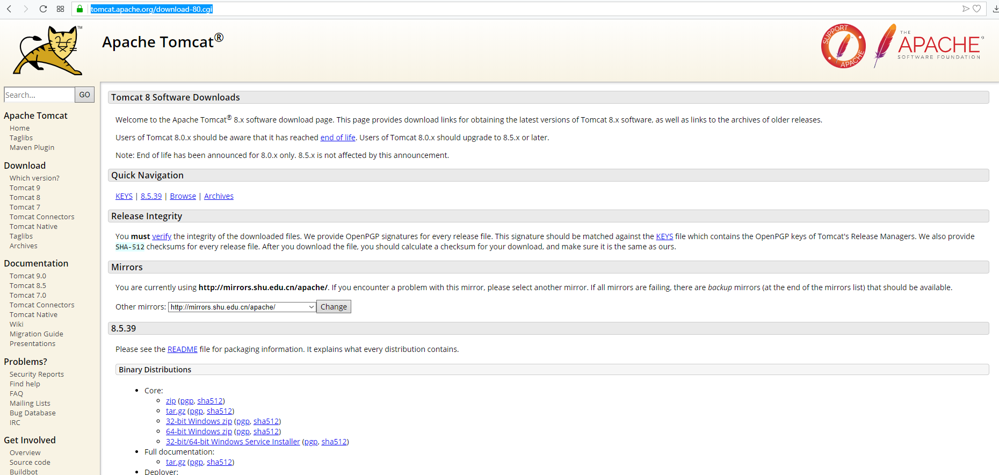 tomcat.apache.org/download-80.cgi
TM
Apache Tomcat®
SUPPORT
APACHE
THE
APACHE®
SOFTWARE FOUNDATION
Search...
GO
Apache Tomcat
Home
Taglibs
Maven Plugin
Download
Which version?
Tomcat 9
Tomcat 8
Tomcat 7
Tomcat Connectors
Tomcat Native
Taglibs
Archives
Documentation
Tomcat 9.0
Tomcat 8.5
Tomcat 7.0
Tomcat Connectors
Tomcat Native
Wiki
Migration Guide
Presentations
Problems?
Security Reports
Find help
FAQ
Mailing Lists
Bug Database
IRC
Get Involved
Overview
Source code
Buildbot
Tomcat 8 Software Downloads
Welcome to the Apache Tomcat® 8.x software download page. This page provides download links for obtaining the latest versions of Tomcat 8.x software, as well as links to the archives of older releases.
Users of Tomcat 8.0.x should be aware that it has reached end of life. Users of Tomcat 8.0.x should upgrade to 8.5.x or later.
Note: End of life has been announced for 8.0.x only. 8.5.x is not affected by this announcement.
Quick Navigation
KEYS | 8.5.39 | Browse | Archives
Release Integrity
You must verify the integrity of the downloaded files. We provide OpenPGP signatures for every release file. This signature should be matched against the KEYS file which contains the OpenPGP keys of Tomcat's Release Managers. We also provide
SHA-512 checksums for every release file. After you download the file, you should calculate a checksum for your download, and make sure it is the same as ours.
Mirrors
You are currently using http://mirrors.shu.edu.cn/apache/. If you encounter a problem with this mirror, please select another mirror. If all mirrors are failing, there are backup mirrors (at the end of the mirrors list) that should be available.
Other mirrors: http://mirrors.shu.edu.cn/apache/ Change
8.5.39
Please see the README file for packaging information. It explains what every distribution contains.
Binary Distributions
• Core:
zip (pgp, sha512)
tar.gz (pgp, sha512)
32-bit Windows zip (pgp, sha512)
64-bit Windows zip (pgp, sha512)
32-bit/64-bit Windows Service Installer (pgp, sha512)
• Full documentation:
tar.gz (pgp, sha512)
• Deployer: